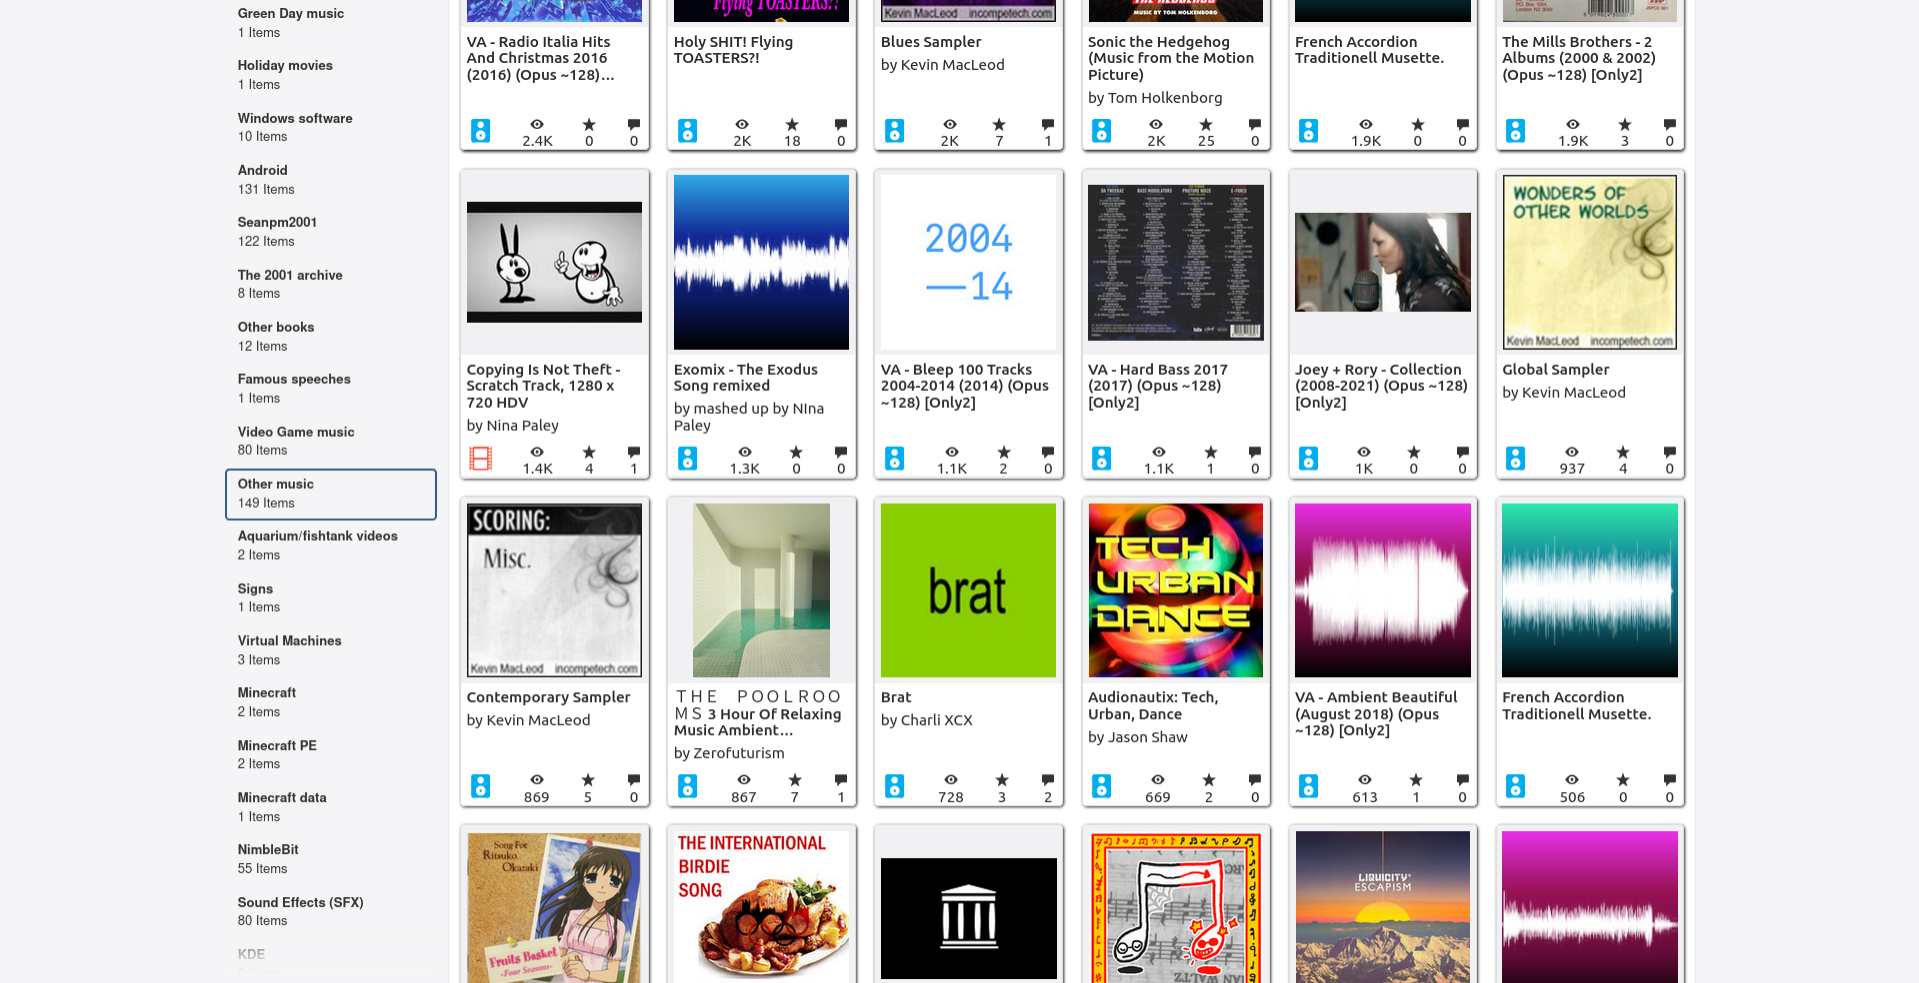 Green Day music
1 Items
Holiday movies
1 Items
Windows software
10 Items
Android
131 Items
Seanpm2001
122 Items
The 2001 archive
8 Items
Other books
12 Items
Famous speeches
1 Items
Video Game music
80 Items
Other music
149 Items
Aquarium/fishtank videos
2 Items
Signs
1 Items
Virtual Machines
3 Items
Minecraft
2 Items
Minecraft PE
2 Items
Minecraft data
1 Items
NimbleBit
55 Items
Sound Effects (SFX)
80 Items
KDE
Flying TOASTERS?!
Kevin MacLeod incompetech.com
MUSIC BY TOM HOLKENBORG
VA - Radio Italia Hits
And Christmas 2016
(2016) (Opus ~128)...
2.4K 0 0
Holy SHIT! Flying
TOASTERS?!
2K 18 0
Blues Sampler
by Kevin MacLeod
2K 7 1
Sonic the Hedgehog
(Music from the Motion
Picture)
by Tom Holkenborg
2K 25 0
French Accordion
Traditionell Musette.
1.9K 0 0
The Mills Brothers - 2
Albums (2000 & 2002)
(Opus ~128) [Only2]
1.9K 3 0
Copying Is Not Theft -
Scratch Track, 1280 x
720 HDV
by Nina Paley
1.4K 4 1
Exomix - The Exodus
Song remixed
by mashed up by NIna
Paley
1.3K 0 0
2004
—14
VA - Bleep 100 Tracks
2004-2014 (2014) (Opus
~128) [Only2]
1.1K 2 0
DA TWEEKAZ BASS MODULATORS PHUTURE NOIZE E-FORCE
VA - Hard Bass 2017
(2017) (Opus ~128)
[Only2]
1.1K 1 0
Joey + Rory - Collection
(2008-2021) (Opus ~128)
[Only2]
1K 0 0
WONDERS OF
OTHER WORLDS
Kevin MacLeod incompetech.com
Global Sampler
by Kevin MacLeod
937 4 0
SCORING:
Misc.
Kevin MacLeod incompetech.com
Contemporary Sampler
by Kevin MacLeod
869 5 0
ＴＨＥ　ＰＯＯＬＲＯＯ
ＭＳ 3 Hour Of Relaxing
Music Ambient...
by Zerofuturism
867 7 1
brat
Brat
by Charli XCX
728 3 2
TECH
URBAN
DANCE
Audionautix: Tech,
Urban, Dance
by Jason Shaw
669 2 0
VA - Ambient Beautiful
(August 2018) (Opus
~128) [Only2]
613 1 0
French Accordion
Traditionell Musette.
506 0 0
Song For
Ritsuko
Okazaki
Fruits Basket
-Four Seasons-
THE INTERNATIONAL
BIRDIE
SONG
LIQUICITY
ESCAPISM